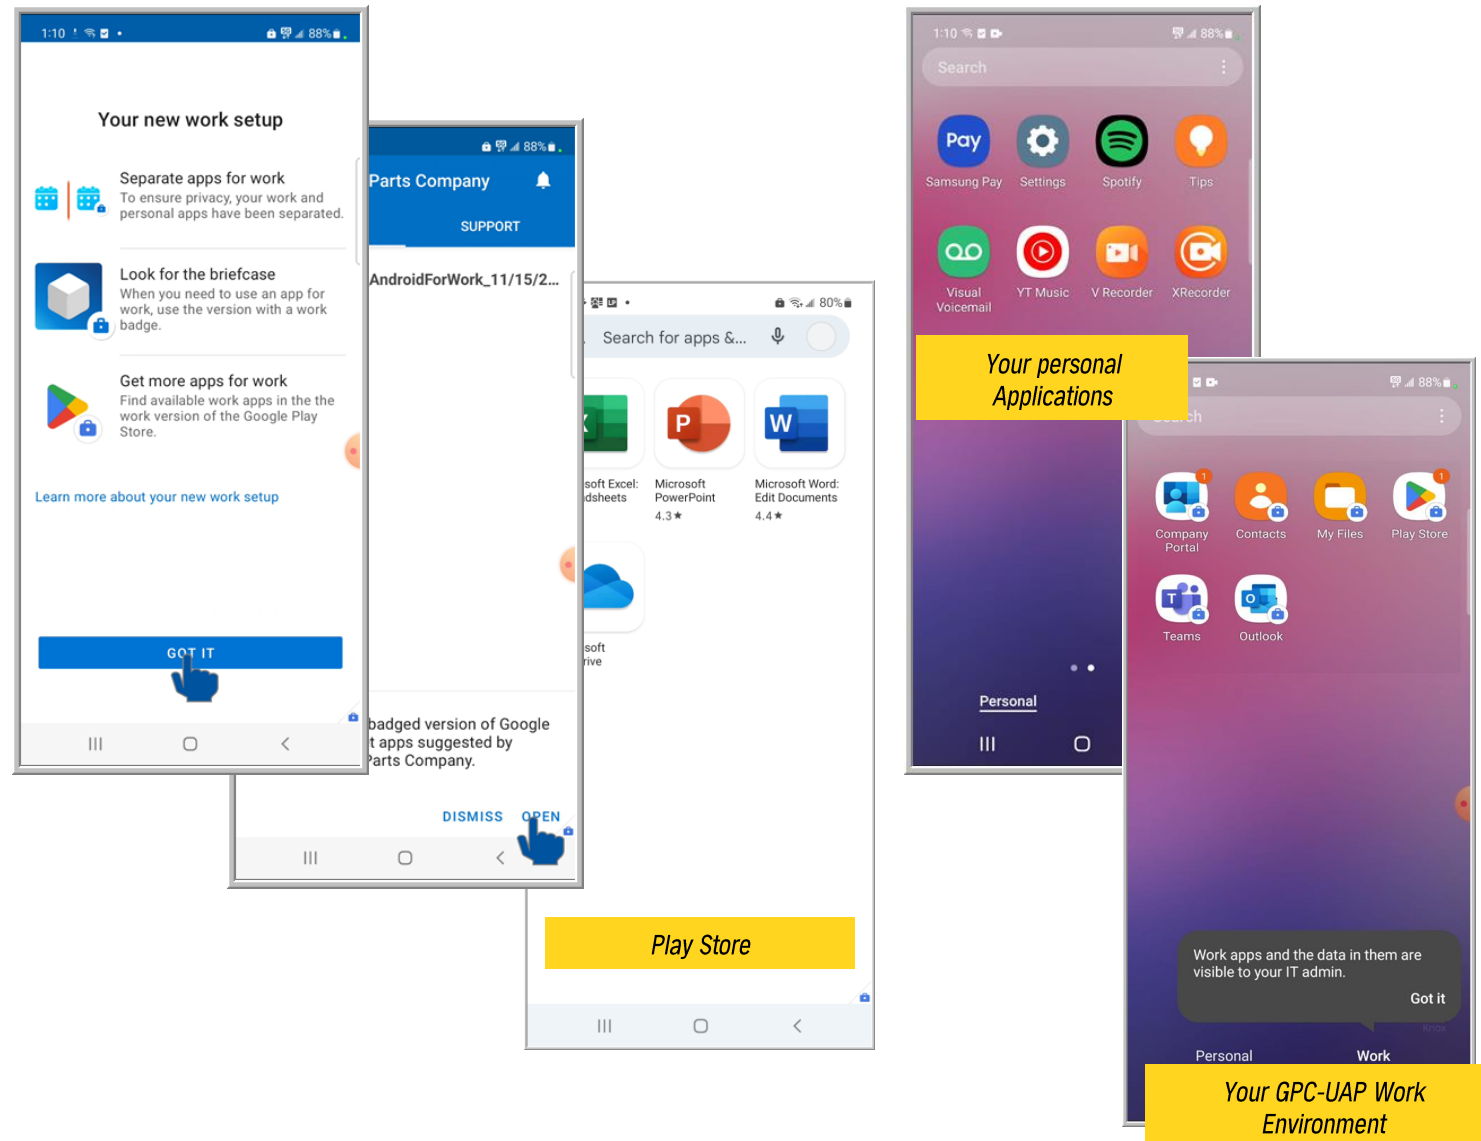 1:10
88%
Your new work setup
Separate apps for work
To ensure privacy, your work and
personal apps have been separated.
Look for the briefcase
When you need to use an app for
work, use the version with a work
badge.
Get more apps for work
Find available work apps in the the
work version of the Google Play
Store.
Learn more about your new work setup
GOT IT
88%
Parts Company
SUPPORT
AndroidForWork_11/15/2...
badged version of Google
t apps suggested by
Parts Company.
DISMISS OPEN
80%
Search for apps &...
X
P
W
soft Excel:
dsheets
Microsoft
PowerPoint
4.3★
Microsoft Word:
Edit Documents
4.4★
soft
rive
Play Store
1:10
88%
Search
Pay
Samsung Pay
Settings
Spotify
Tips
Visual
Voicemail
YT Music
V Recorder
XRecorder
Your personal
Applications
Personal
88%
Search
1
1
Company
Portal
Contacts
My Files
Play Store
T
O
Teams
Outlook
Work apps and the data in them are
visible to your IT admin.
Got it
Knox
Personal
Work
Your GPC-UAP Work
Environment